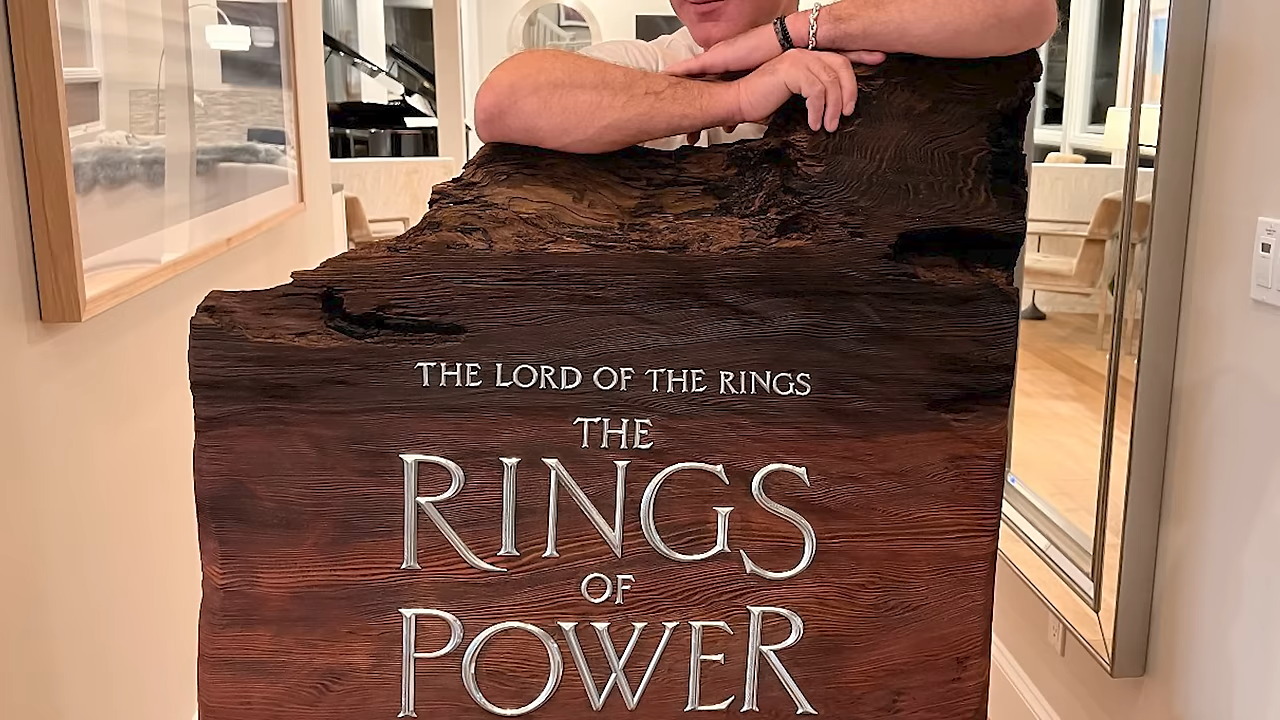 THE LORD OF THE RINGS
THE
RINGS
OF
POWER